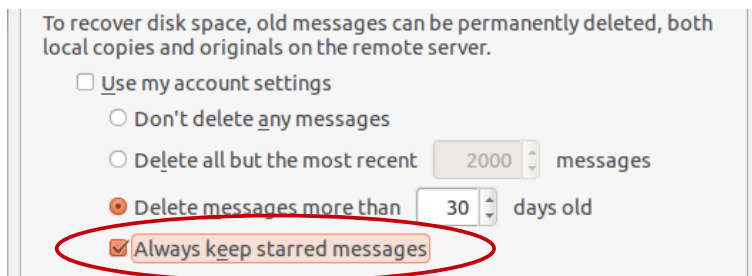 To recover disk space, old messages can be permanently deleted, both
local copies and originals on the remote server.
Use my account settings
Don't delete any messages
Delete all but the most recent 2000 messages
Delete messages more than 30 days old
Always keep starred messages